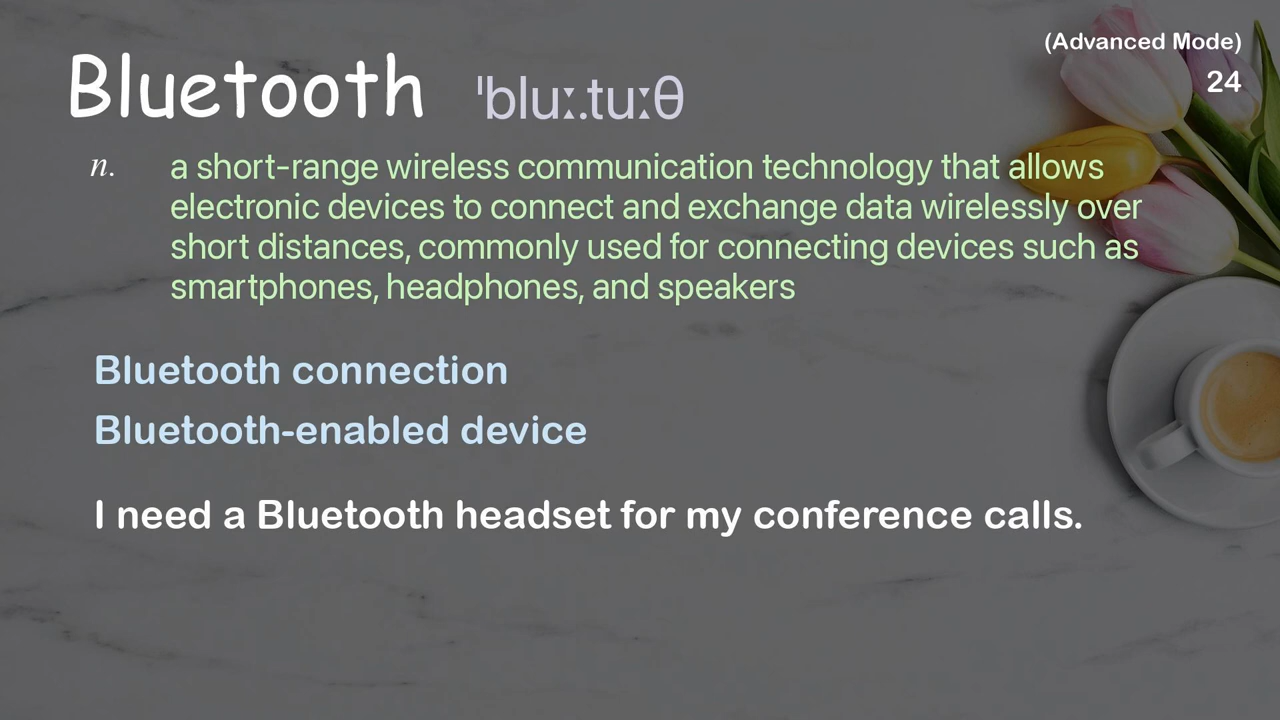 (Advanced Mode)
24
Bluetooth ˈbluː.tuːθ
n. a short-range wireless communication technology that allows
electronic devices to connect and exchange data wirelessly over
short distances, commonly used for connecting devices such as
smartphones, headphones, and speakers
Bluetooth connection
Bluetooth-enabled device
I need a Bluetooth headset for my conference calls.